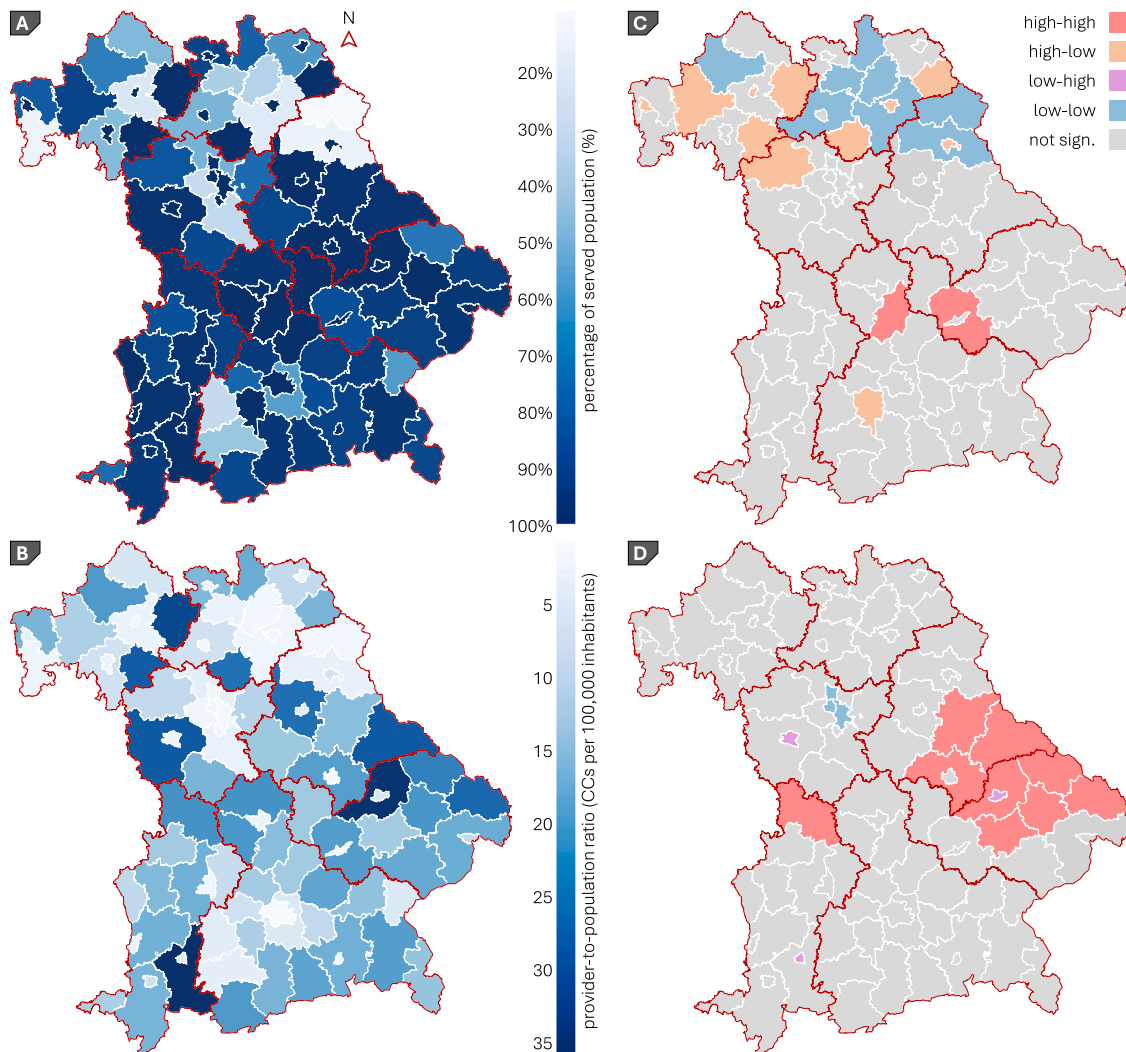 A
N
20%
30%
40%
50%
60%
70%
80%
90%
100%
percentage of served population (%)
C
high-high
high-low
low-high
low-low
not sign.
B
5
10
15
20
25
30
35
provider-to-population ratio (CCs per 100,000 inhabitants)
D